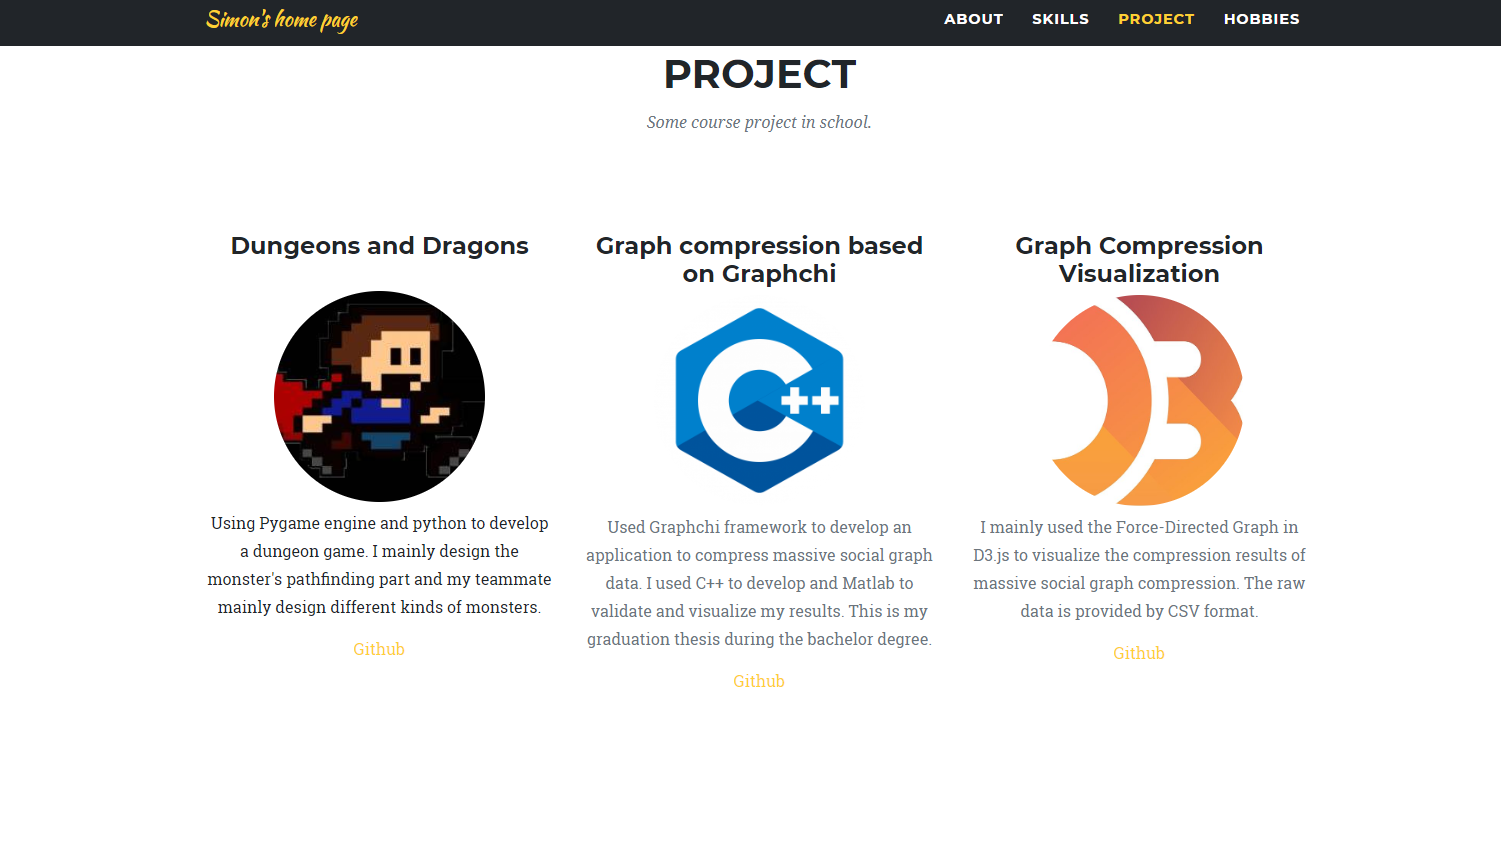 Simon's home page
ABOUT SKILLS PROJECT HOBBIES
PROJECT
Some course project in school.
Dungeons and Dragons
Using Pygame engine and python to develop
a dungeon game. I mainly design the
monster's pathfinding part and my teammate
mainly design different kinds of monsters.
Github
Graph compression based
on Graphchi
C++
Used Graphchi framework to develop an
application to compress massive social graph
data. I used C++ to develop and Matlab to
validate and visualize my results. This is my
graduation thesis during the bachelor degree.
Github
Graph Compression
Visualization
I mainly used the Force-Directed Graph in
D3.js to visualize the compression results of
massive social graph compression. The raw
data is provided by CSV format.
Github